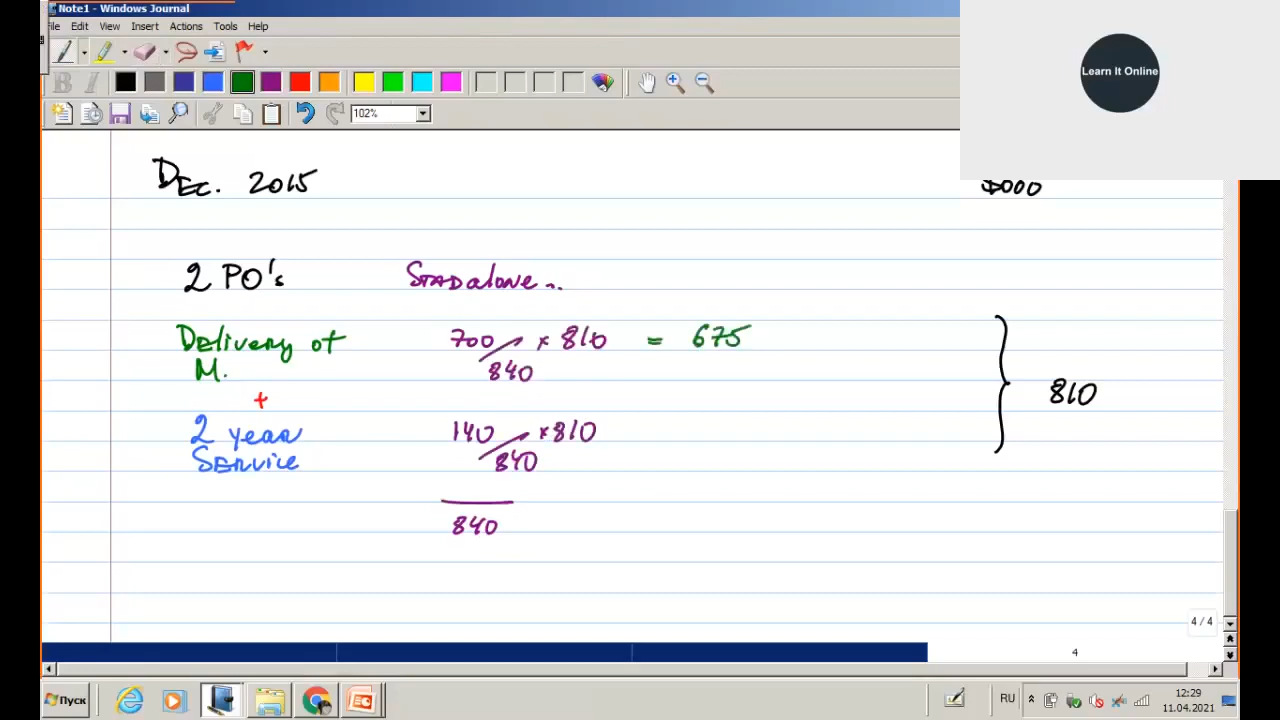 Note1 - Windows Journal
File Edit View Insert Actions Tools Help
Learn It Online
B I
102%
DEC. 2015
$000
2 PO's
STADalone
Delivery of
M.
700/840 × 810 = 675
+
2 year
SERvice
140/840 × 810
840
810
4 / 4
4
Пуск
RU
12:29
11.04.2021